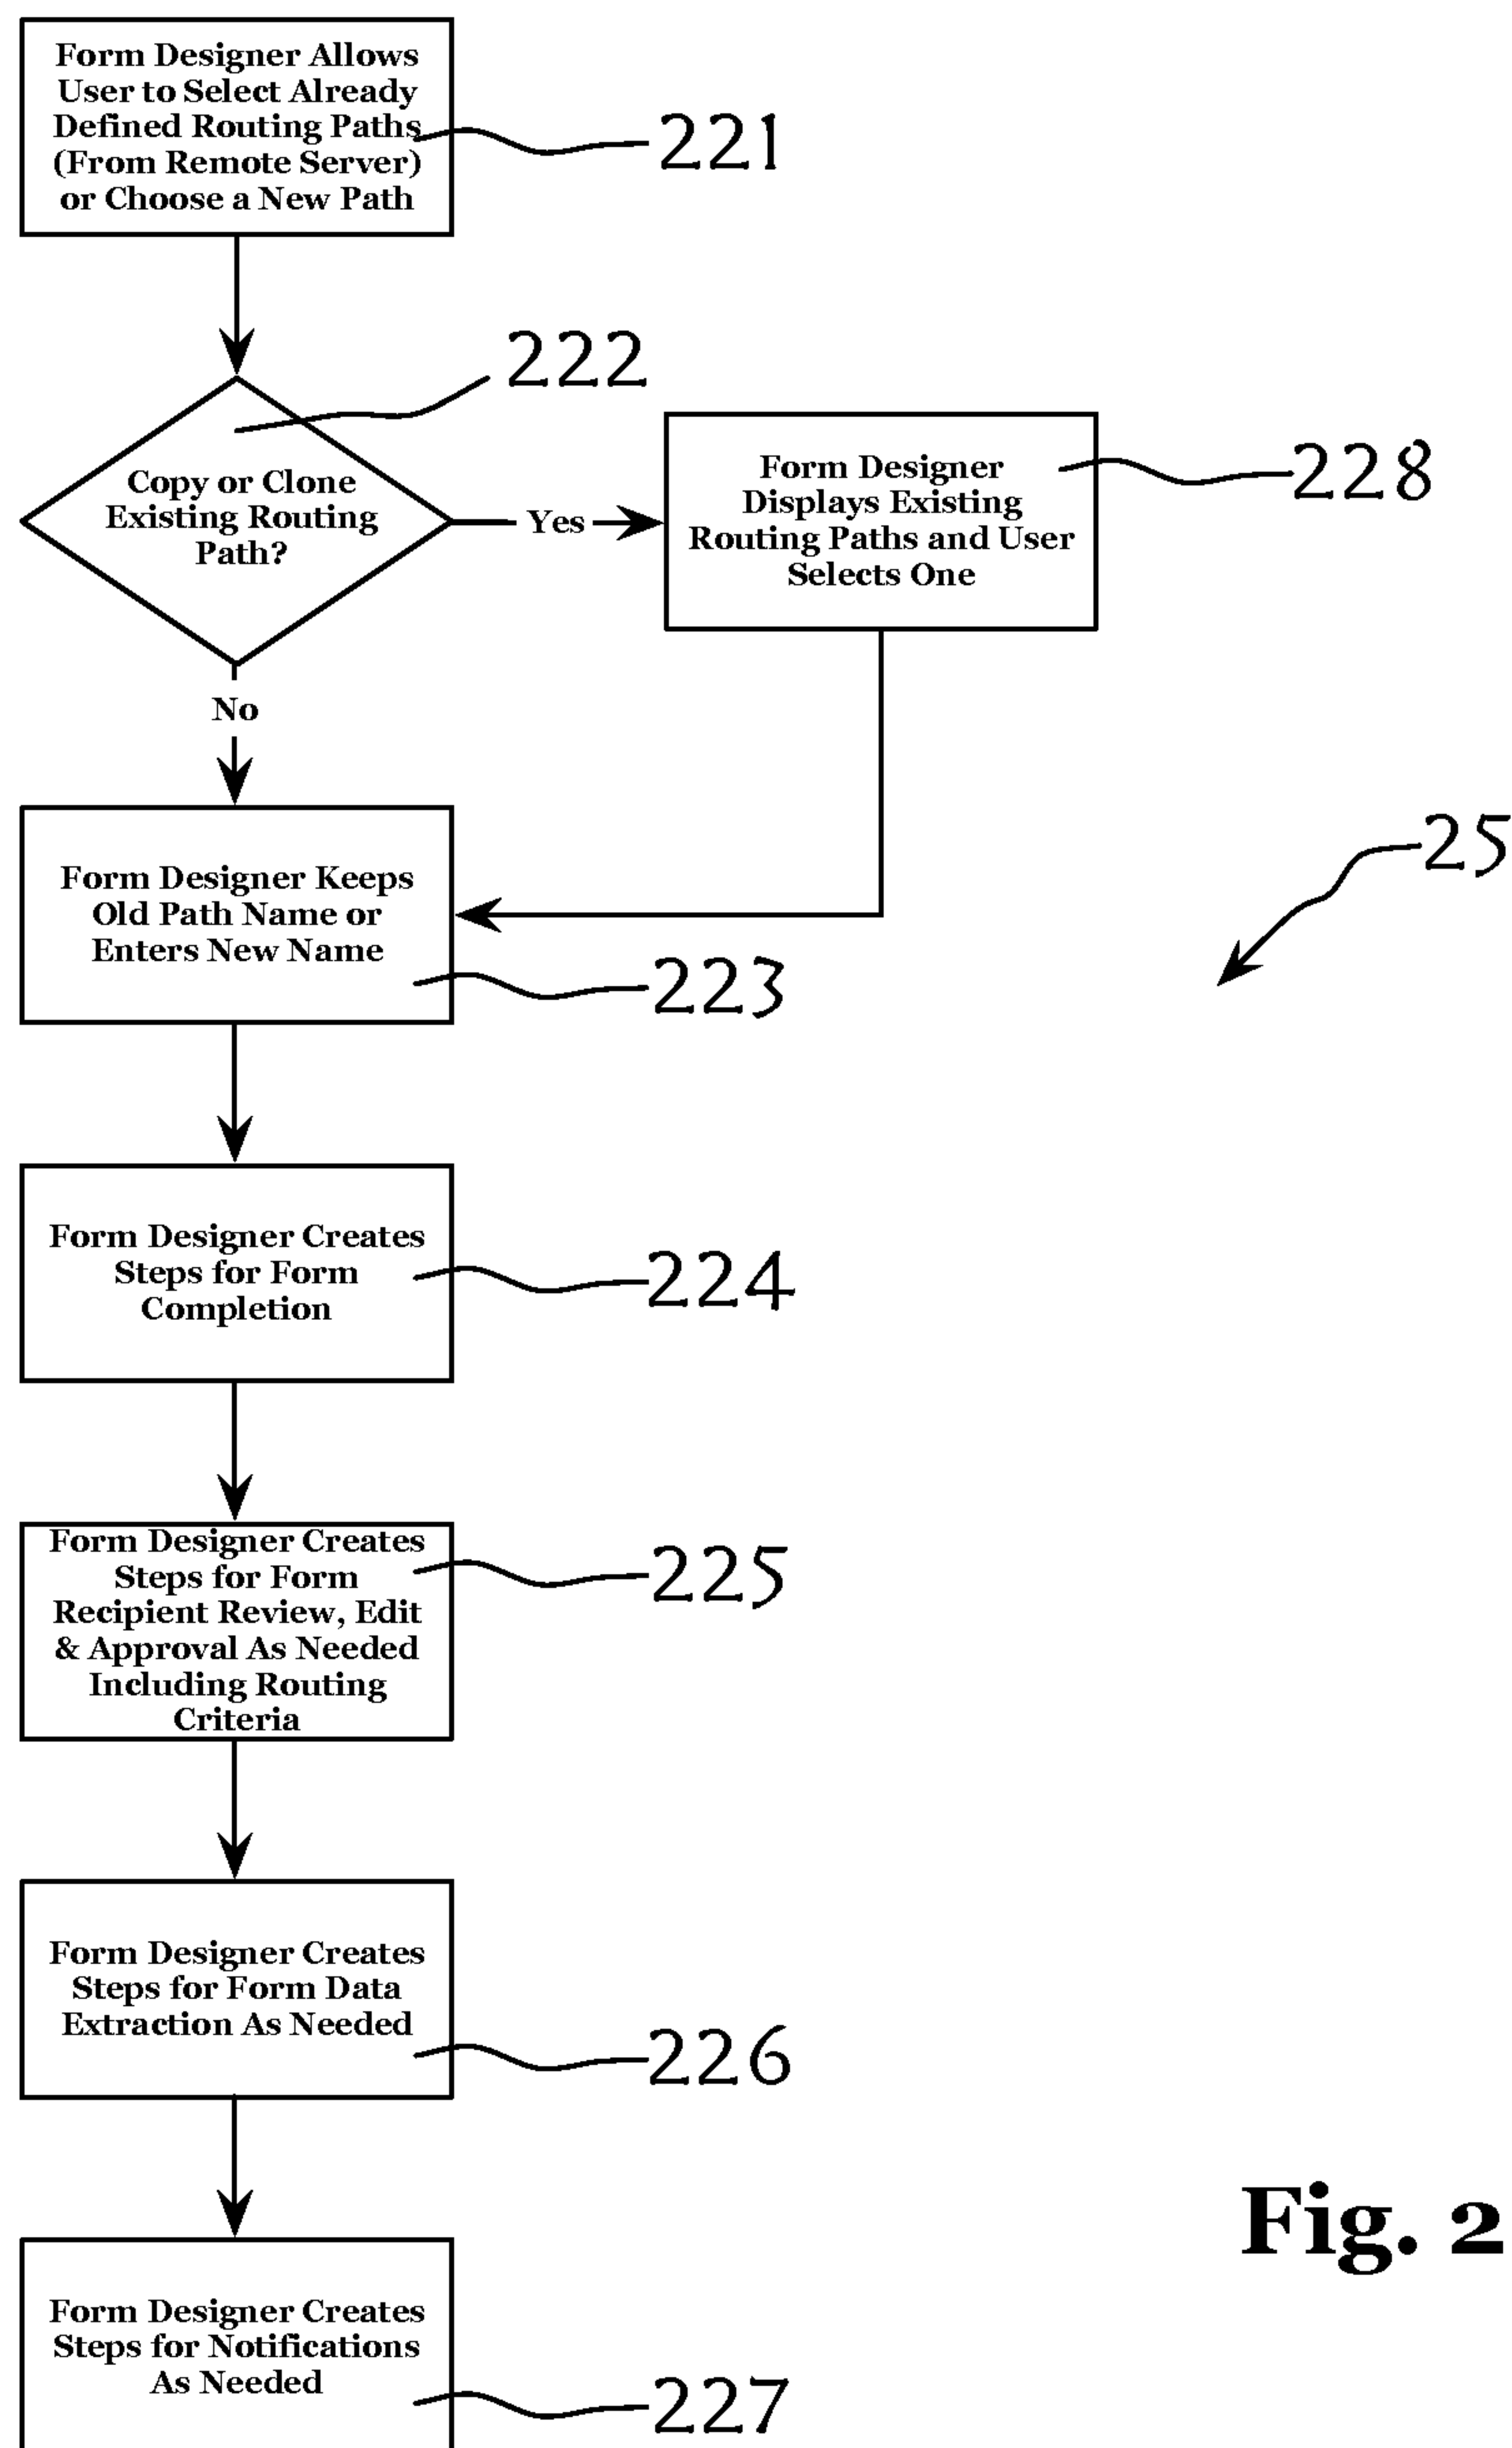 Form Designer Allows
User to Select Already
Defined Routing Paths
(From Remote Server)
or Choose a New Path
221
222
Copy or Clone
Existing Routing
Path?
Yes
Form Designer
Displays Existing
Routing Paths and User
Selects One
228
No
25
Form Designer Keeps
Old Path Name or
Enters New Name
223
Form Designer Creates
Steps for Form
Completion
224
Form Designer Creates
Steps for Form
Recipient Review, Edit
& Approval As Needed
Including Routing
Criteria
225
Form Designer Creates
Steps for Form Data
Extraction As Needed
226
Fig. 2
Form Designer Creates
Steps for Notifications
As Needed
227